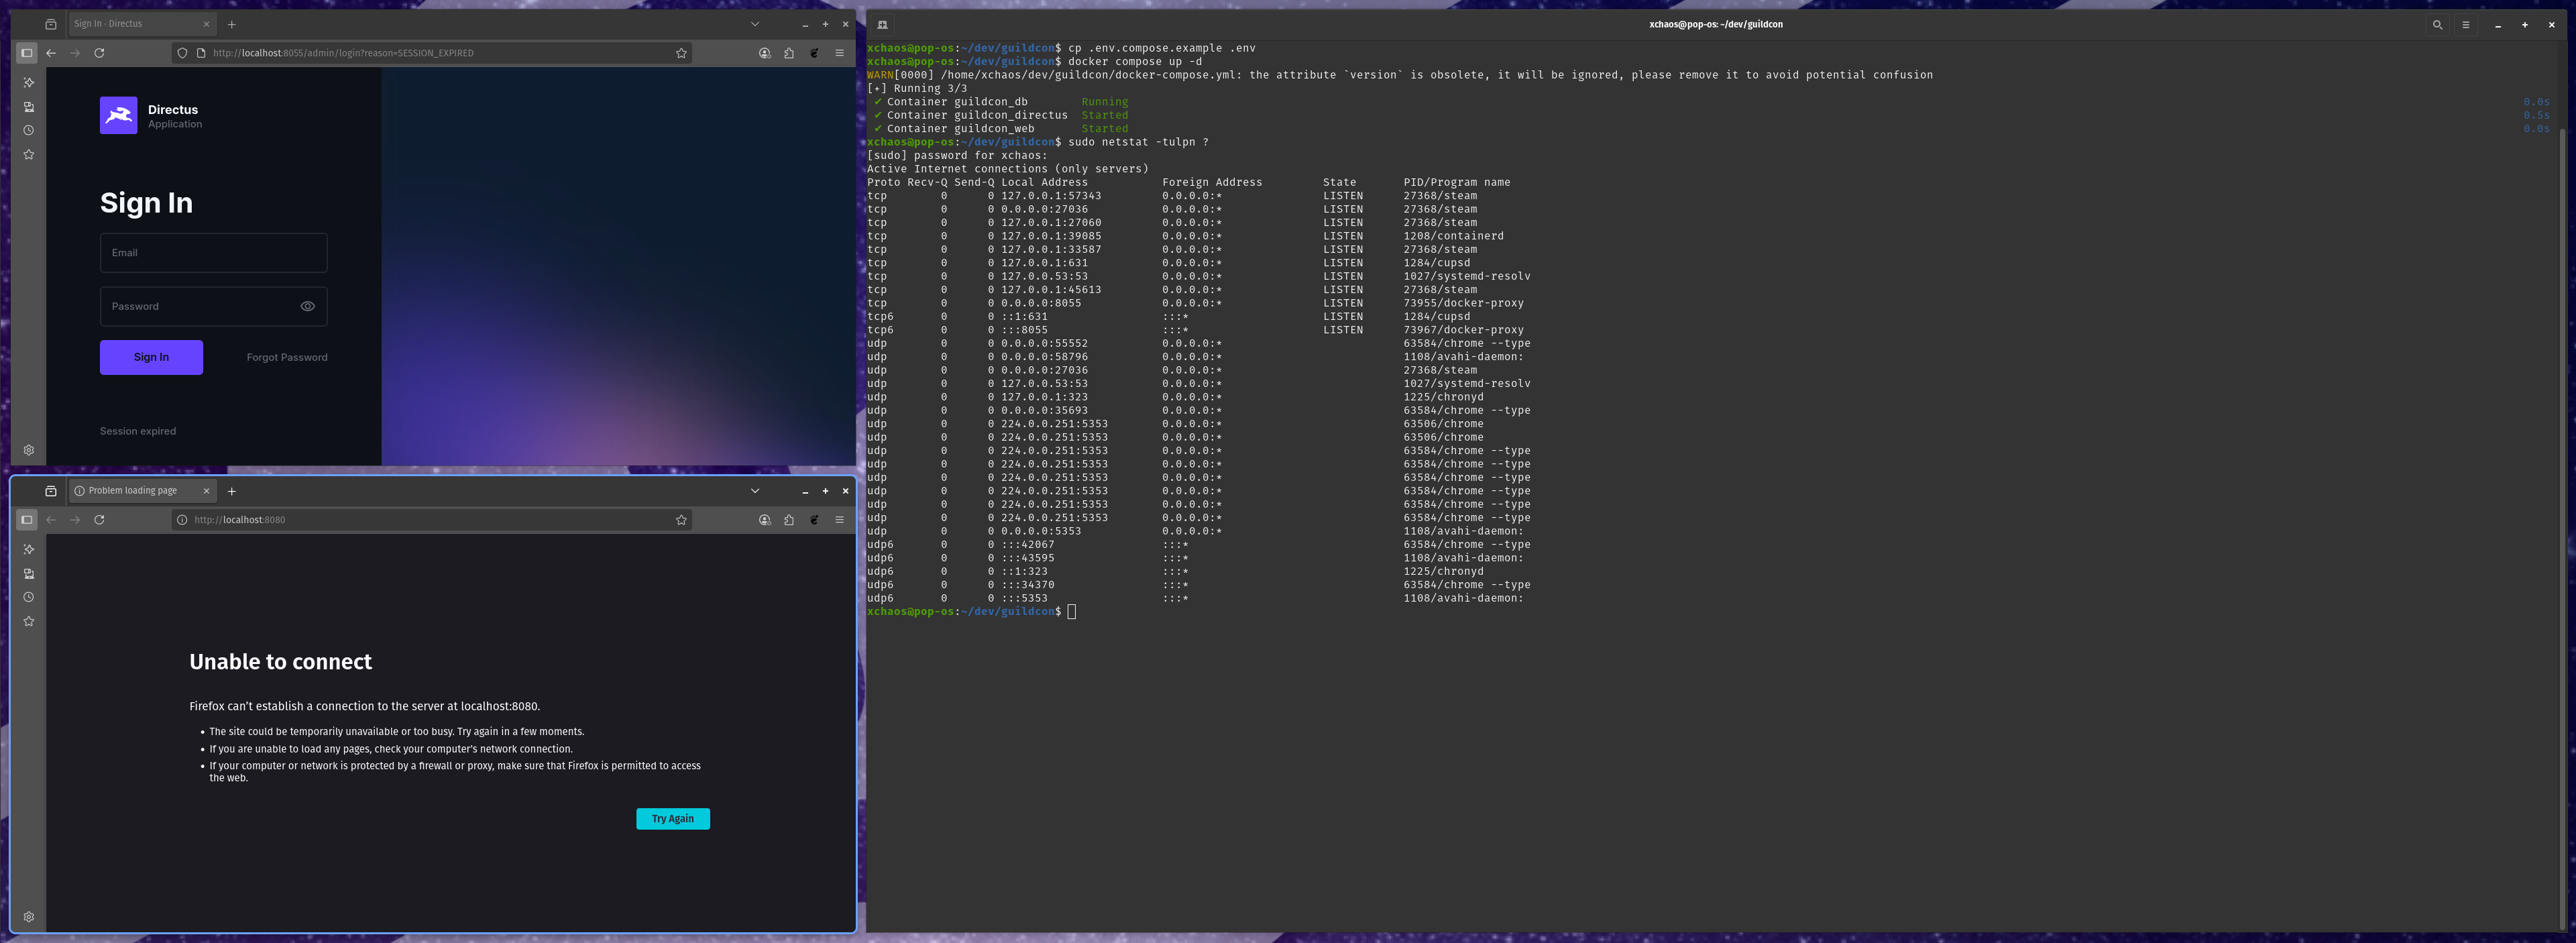 Sign In · Directus
http://localhost:8055/admin/login?reason=SESSION_EXPIRED
Directus
Application
Sign In
Email
Password
Sign In
Forgot Password
Session expired
Problem loading page
http://localhost:8080
Unable to connect
Firefox can’t establish a connection to the server at localhost:8080.
• The site could be temporarily unavailable or too busy. Try again in a few moments.
• If you are unable to load any pages, check your computer’s network connection.
• If your computer or network is protected by a firewall or proxy, make sure that Firefox is permitted to access
the web.
Try Again
xchaos@pop-os: ~/dev/guildcon
xchaos@pop-os:~/dev/guildcon$ cp .env.compose.example .env
xchaos@pop-os:~/dev/guildcon$ docker compose up -d
WARN[0000] /home/xchaos/dev/guildcon/docker-compose.yml: the attribute `version` is obsolete, it will be ignored, please remove it to avoid potential confusion
[+] Running 3/3
✔ Container guildcon_db Running 0.0s
✔ Container guildcon_directus Started 0.5s
✔ Container guildcon_web Started 0.0s
xchaos@pop-os:~/dev/guildcon$ sudo netstat -tulpn ?
[sudo] password for xchaos:
Active Internet connections (only servers)
Proto Recv-Q Send-Q Local Address Foreign Address State PID/Program name
tcp 0 0 127.0.0.1:57343 0.0.0.0:* LISTEN 27368/steam
tcp 0 0 0.0.0.0:27036 0.0.0.0:* LISTEN 27368/steam
tcp 0 0 127.0.0.1:27060 0.0.0.0:* LISTEN 27368/steam
tcp 0 0 127.0.0.1:39085 0.0.0.0:* LISTEN 1208/containerd
tcp 0 0 127.0.0.1:33587 0.0.0.0:* LISTEN 27368/steam
tcp 0 0 127.0.0.1:631 0.0.0.0:* LISTEN 1284/cupsd
tcp 0 0 127.0.0.53:53 0.0.0.0:* LISTEN 1027/systemd-resolv
tcp 0 0 127.0.0.1:45613 0.0.0.0:* LISTEN 27368/steam
tcp 0 0 0.0.0.0:8055 0.0.0.0:* LISTEN 73955/docker-proxy
tcp6 0 0 ::1:631 :::* LISTEN 1284/cupsd
tcp6 0 0 :::8055 :::* LISTEN 73967/docker-proxy
udp 0 0 0.0.0.0:55552 0.0.0.0:* 63584/chrome --type
udp 0 0 0.0.0.0:58796 0.0.0.0:* 1108/avahi-daemon:
udp 0 0 0.0.0.0:27036 0.0.0.0:* 27368/steam
udp 0 0 127.0.0.53:53 0.0.0.0:* 1027/systemd-resolv
udp 0 0 127.0.0.1:323 0.0.0.0:* 1225/chronyd
udp 0 0 0.0.0.0:35693 0.0.0.0:* 63584/chrome --type
udp 0 0 224.0.0.251:5353 0.0.0.0:* 63506/chrome
udp 0 0 224.0.0.251:5353 0.0.0.0:* 63506/chrome
udp 0 0 224.0.0.251:5353 0.0.0.0:* 63584/chrome --type
udp 0 0 224.0.0.251:5353 0.0.0.0:* 63584/chrome --type
udp 0 0 224.0.0.251:5353 0.0.0.0:* 63584/chrome --type
udp 0 0 224.0.0.251:5353 0.0.0.0:* 63584/chrome --type
udp 0 0 224.0.0.251:5353 0.0.0.0:* 63584/chrome --type
udp 0 0 224.0.0.251:5353 0.0.0.0:* 63584/chrome --type
udp 0 0 0.0.0.0:5353 0.0.0.0:* 1108/avahi-daemon:
udp6 0 0 :::42067 :::* 63584/chrome --type
udp6 0 0 :::43595 :::* 1108/avahi-daemon:
udp6 0 0 ::1:323 :::* 1225/chronyd
udp6 0 0 :::34370 :::* 63584/chrome --type
udp6 0 0 :::5353 :::* 1108/avahi-daemon:
xchaos@pop-os:~/dev/guildcon$